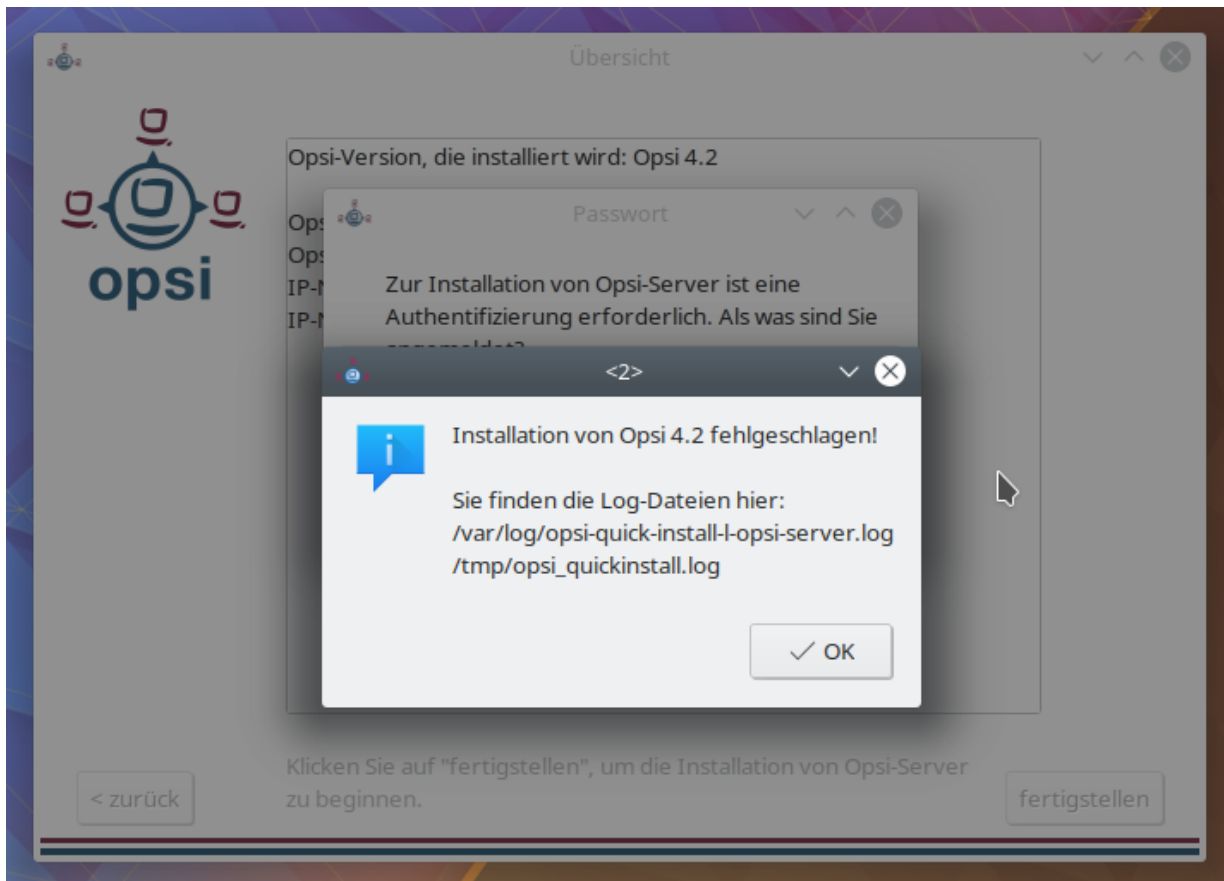 Übersicht
opsi
Opsi-Version, die installiert wird: Opsi 4.2
Passwort
Zur Installation von Opsi-Server ist eine
Authentifizierung erforderlich. Als was sind Sie
<2>
Installation von Opsi 4.2 fehlgeschlagen!
Sie finden die Log-Dateien hier:
/var/log/opsi-quick-install-l-opsi-server.log
/tmp/opsi_quickinstall.log
OK
Klicken Sie auf "fertigstellen", um die Installation von Opsi-Server
zu beginnen.
< zurück
fertigstellen